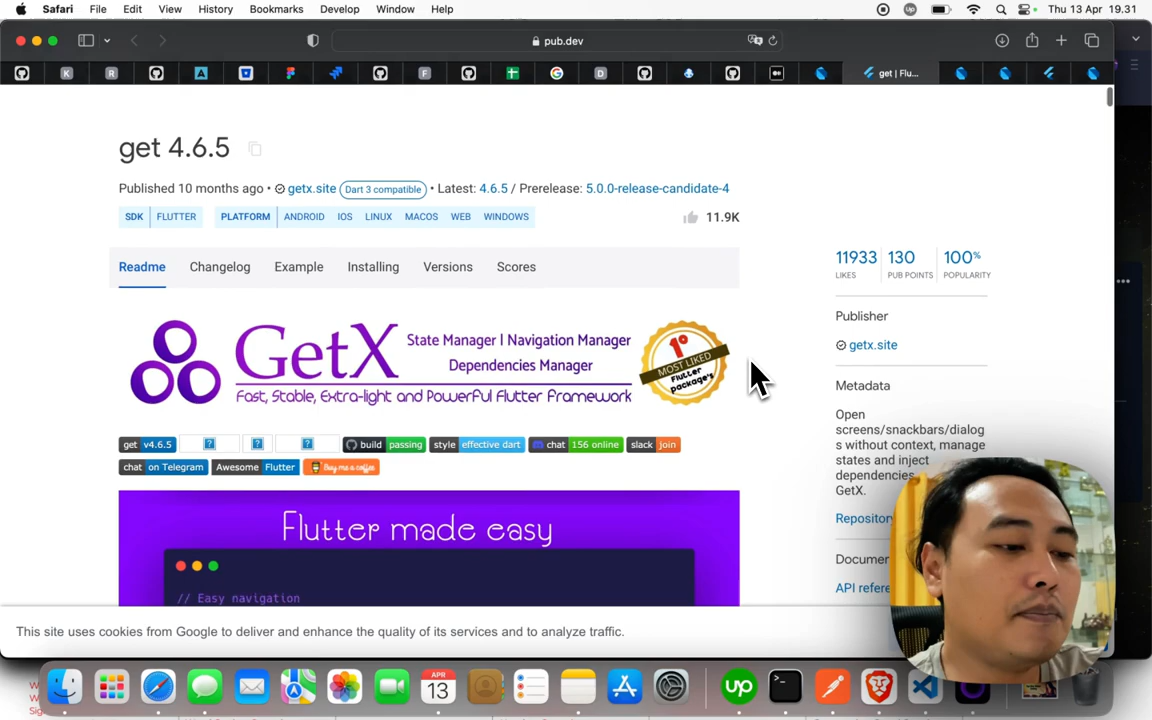 Safari File Edit View History Bookmarks Develop Window Help Thu 13 Apr 19.31
pub.dev
get | Flu...
get 4.6.5
Published 10 months ago • getx.site Dart 3 compatible • Latest: 4.6.5 / Prerelease: 5.0.0-release-candidate-4
SDK FLUTTER PLATFORM ANDROID IOS LINUX MACOS WEB WINDOWS 11.9K
Readme Changelog Example Installing Versions Scores
11933 130 100%
LIKES PUB POINTS POPULARITY
Publisher
getx.site
Metadata
Open
screens/snackbars/dialog
s without context, manage
states and inject
dependencies
GetX.
Repository
API refere
GetX
State Manager | Navigation Manager
Dependencies Manager
Fast, Stable, Extra-light and Powerful Flutter Framework
1º
MOST LIKED
Flutter
package's
get v4.6.5 build passing style effective dart chat 156 online slack join
chat on Telegram Awesome Flutter Buy me a coffee
Flutter made easy
// Easy navigation
This site uses cookies from Google to deliver and enhance the quality of its services and to analyze traffic.
APR
13
up